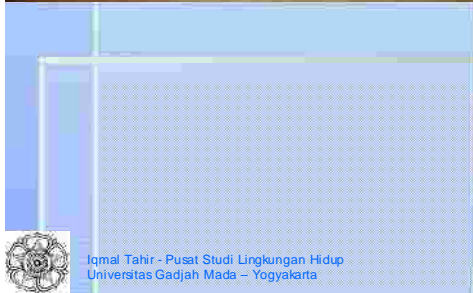 Iqmal Tahir - Pusat Studi Lingkungan Hidup
Universitas Gadjah Mada – Yogyakarta